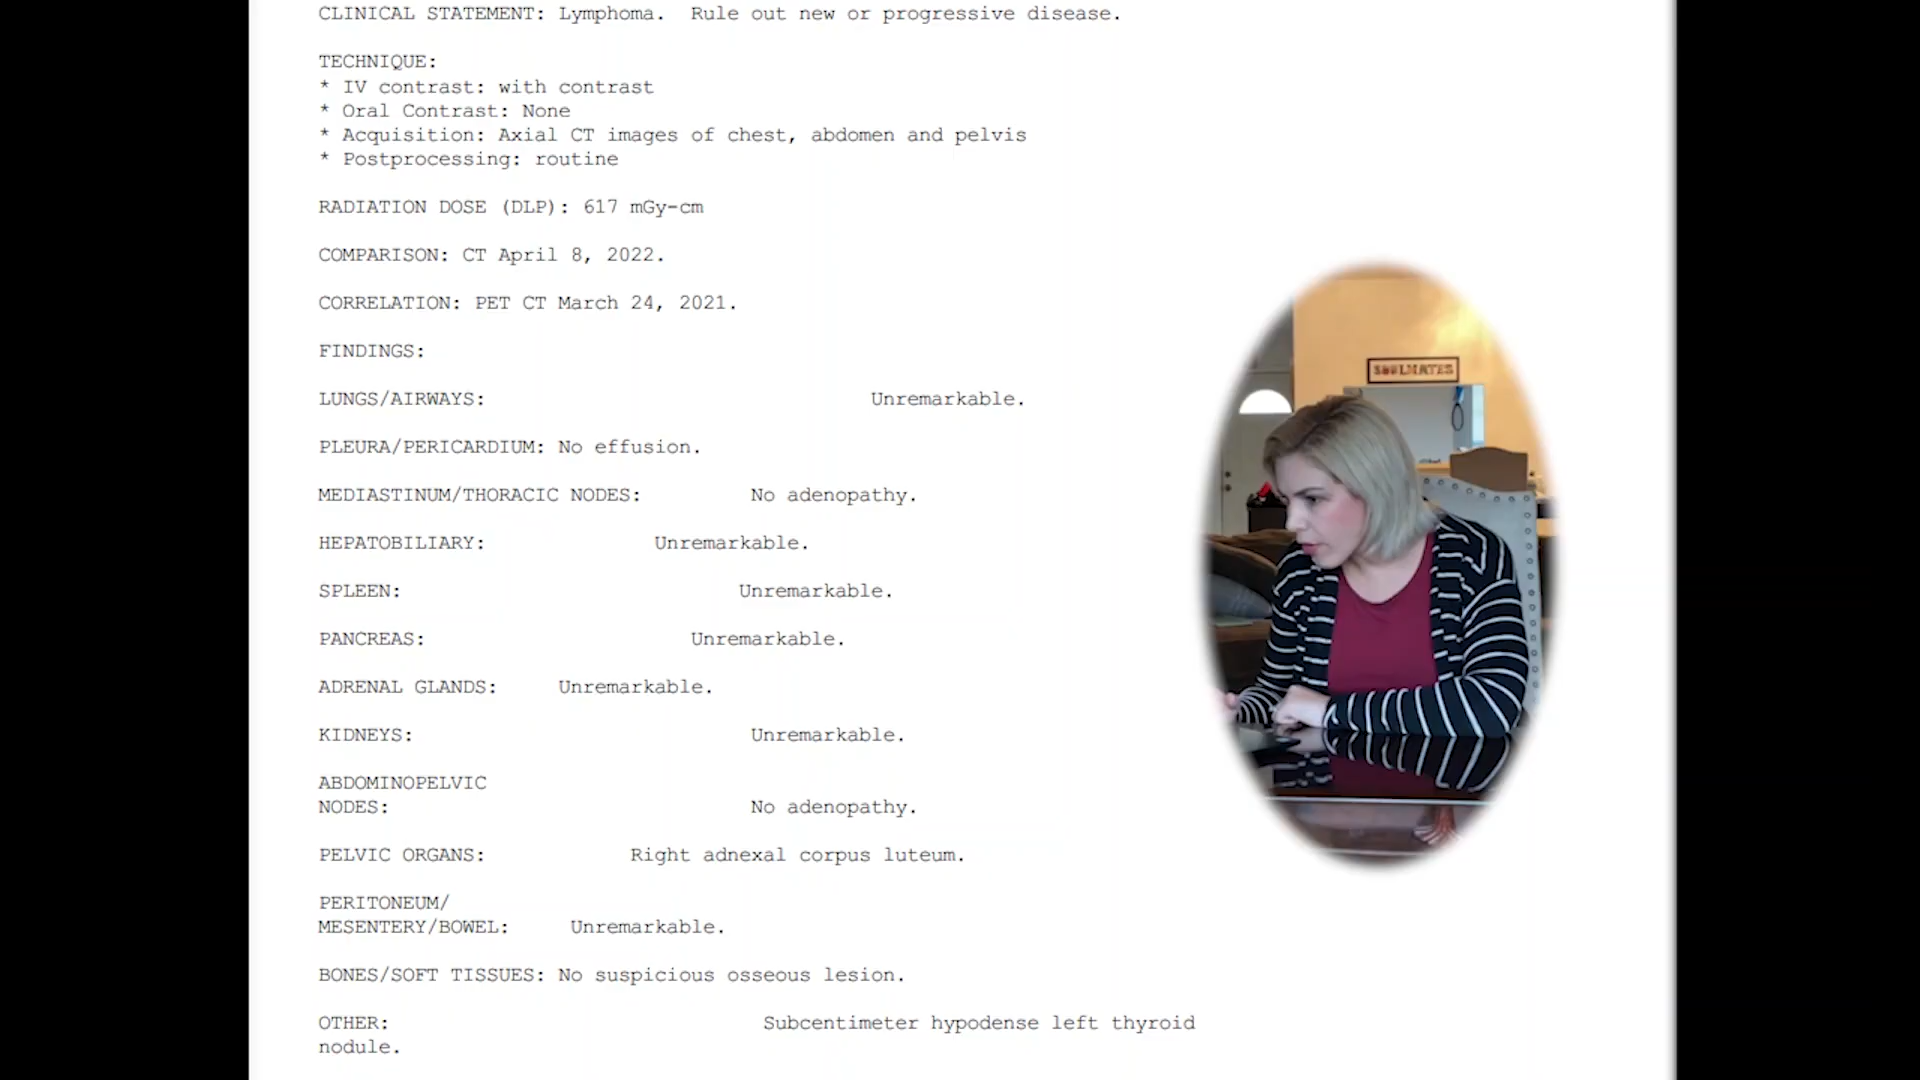 CLINICAL STATEMENT: Lymphoma. Rule out new or progressive disease.
TECHNIQUE:
* IV contrast: with contrast
* Oral Contrast: None
* Acquisition: Axial CT images of chest, abdomen and pelvis
* Postprocessing: routine
RADIATION DOSE (DLP): 617 mGy-cm
COMPARISON: CT April 8, 2022.
CORRELATION: PET CT March 24, 2021.
FINDINGS:
LUNGS/AIRWAYS: Unremarkable.
PLEURA/PERICARDIUM: No effusion.
MEDIASTINUM/THORACIC NODES: No adenopathy.
HEPATOBILIARY: Unremarkable.
SPLEEN: Unremarkable.
PANCREAS: Unremarkable.
ADRENAL GLANDS: Unremarkable.
KIDNEYS: Unremarkable.
ABDOMINOPELVIC
NODES: No adenopathy.
PELVIC ORGANS: Right adnexal corpus luteum.
PERITONEUM/
MESENTERY/BOWEL: Unremarkable.
BONES/SOFT TISSUES: No suspicious osseous lesion.
OTHER: Subcentimeter hypodense left thyroid
nodule.
SOULMATES